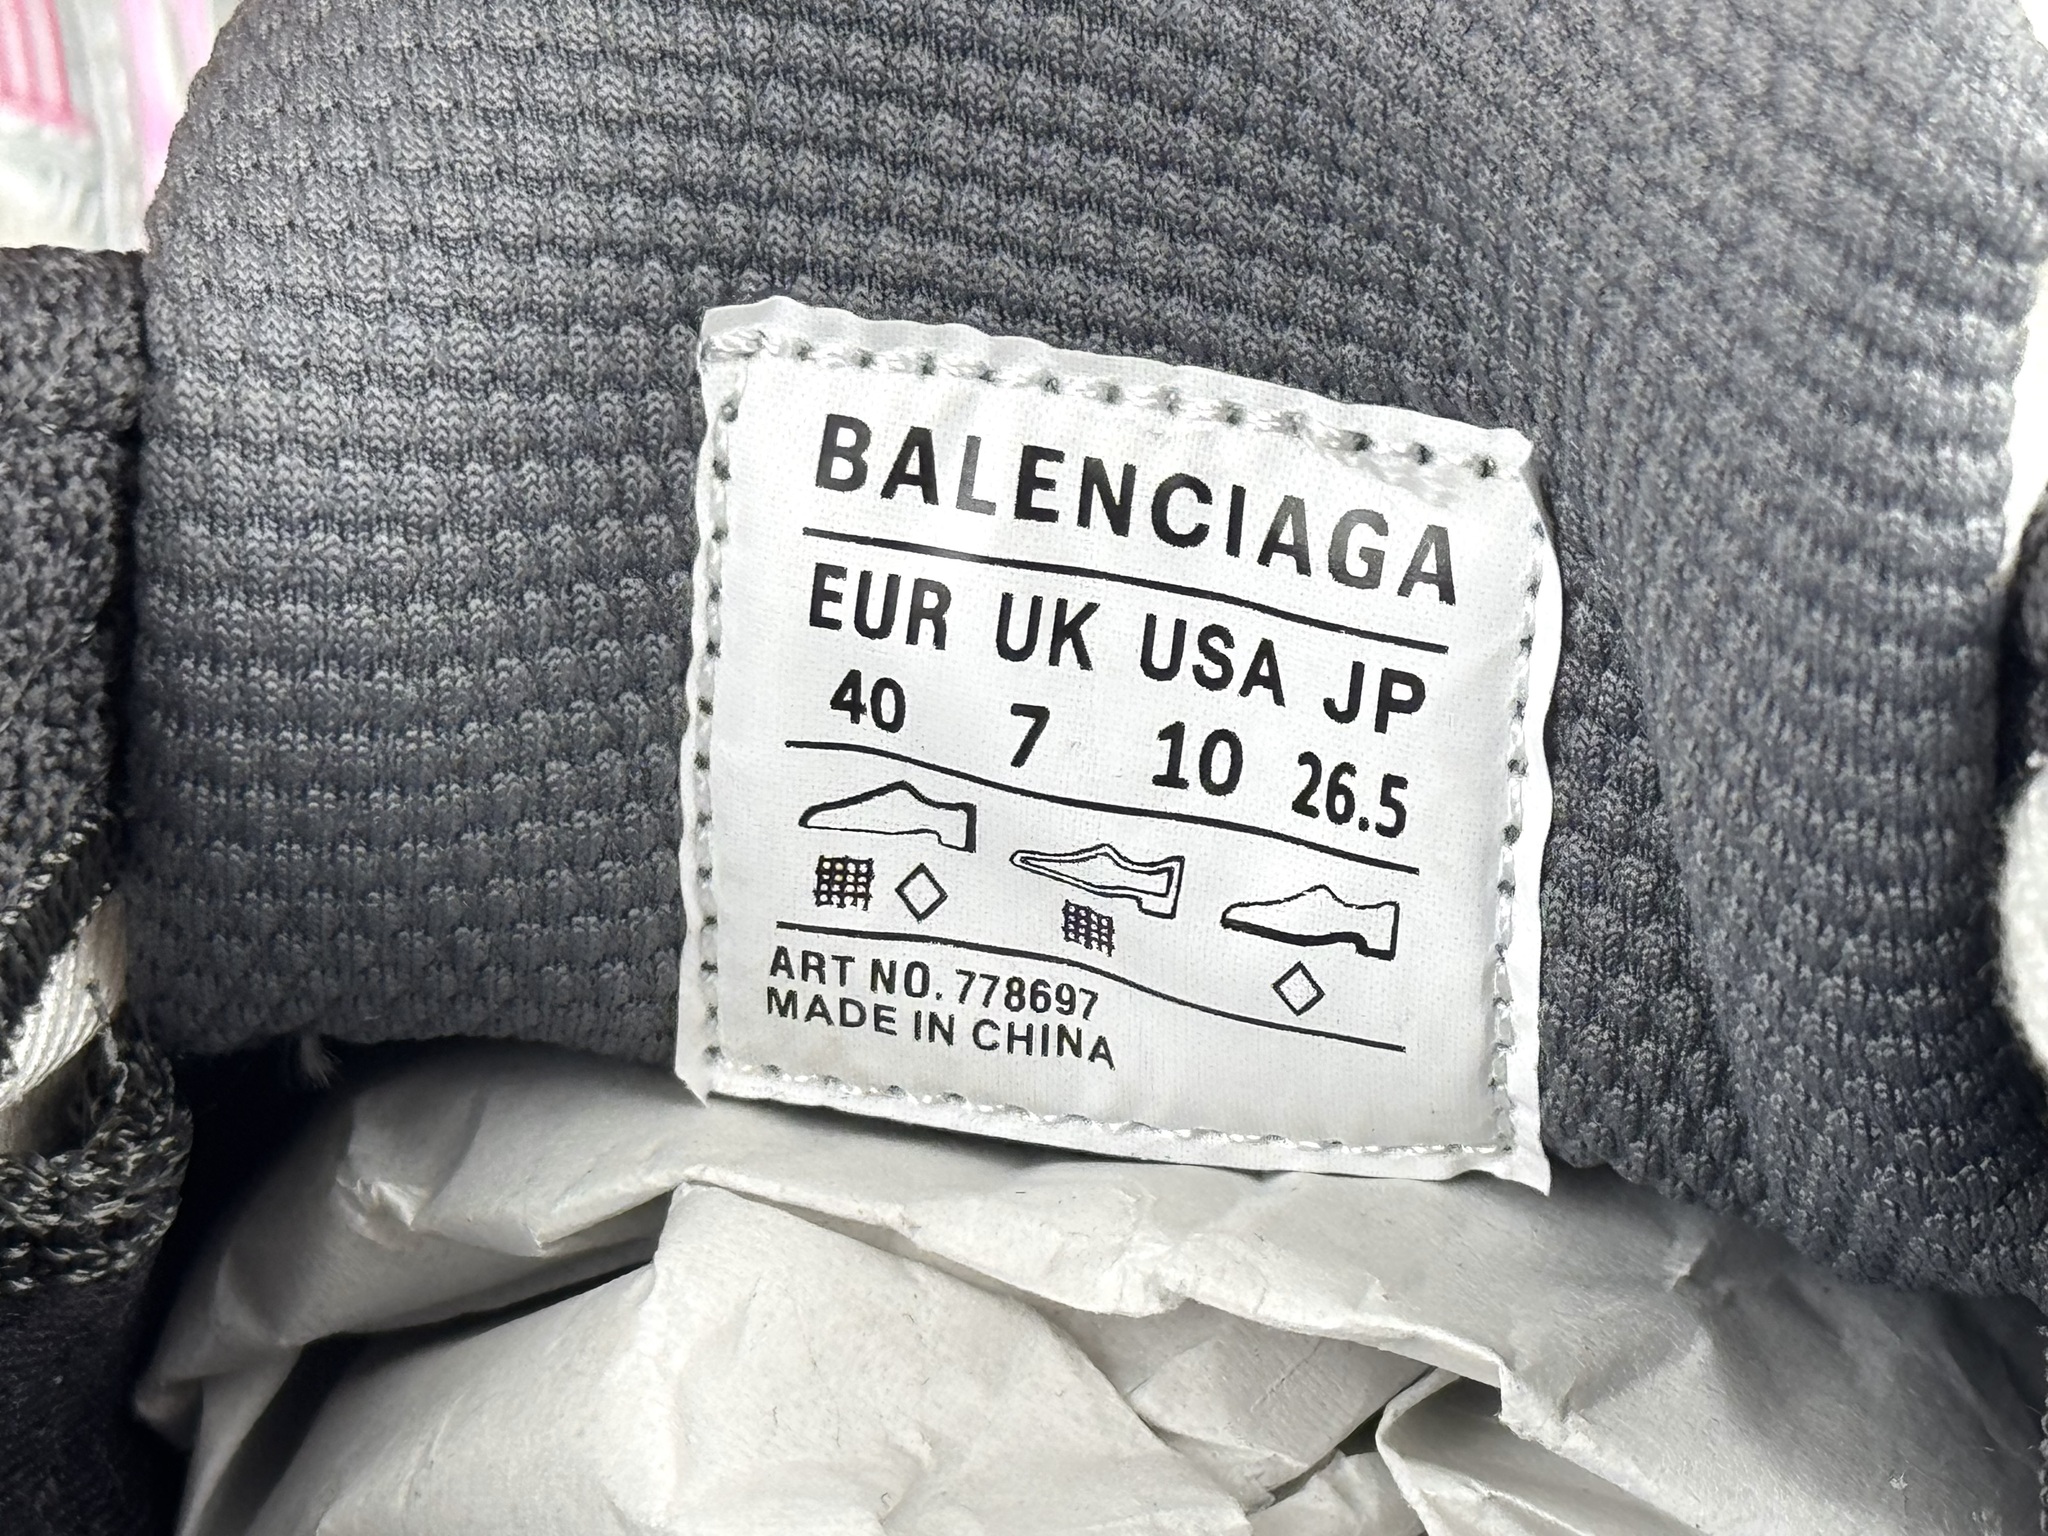 BALENCIAGA
EUR UK USA JP
40 7 10 26.5
ART NO. 778697
MADE IN CHINA